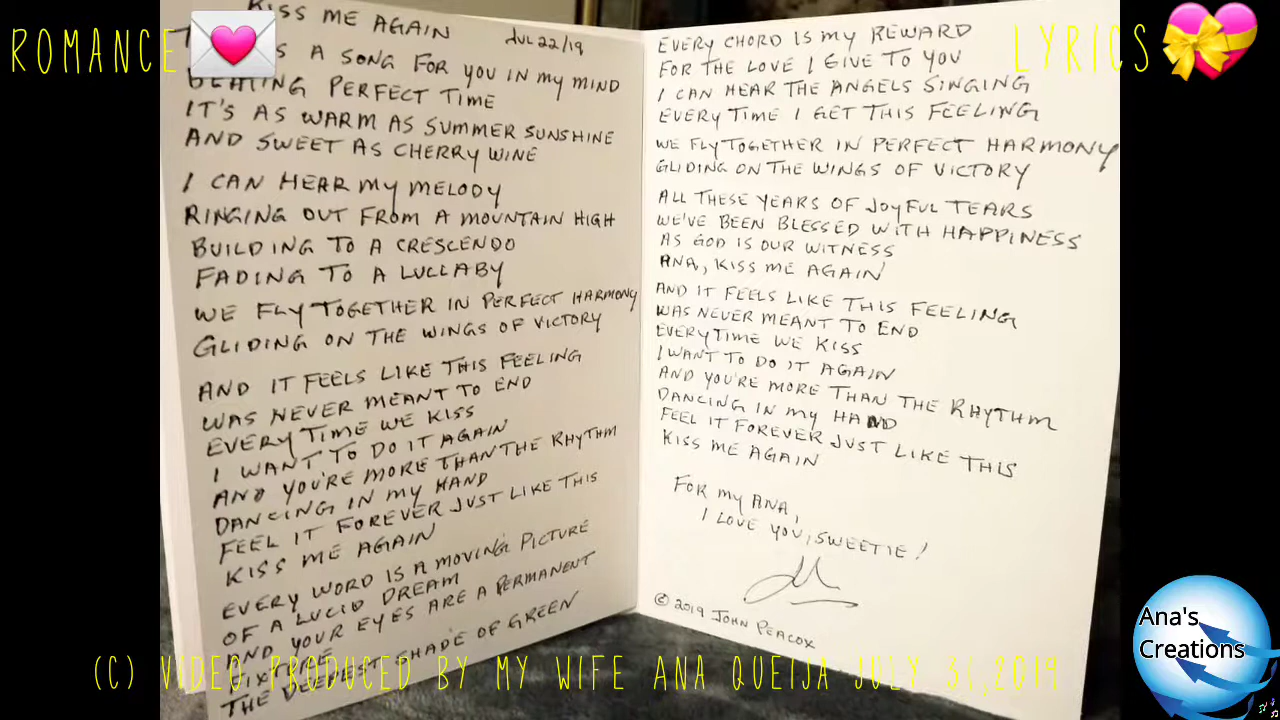 ROMANCE
LYRICS
KISS ME AGAIN
JUL 22/19
A SONG FOR YOU IN MY MIND
BEATING PERFECT TIME
IT'S AS WARM AS SUMMER SUNSHINE
AND SWEET AS CHERRY WINE
I CAN HEAR MY MELODY
RINGING OUT FROM A MOUNTAIN HIGH
BUILDING TO A CRESCENDO
FADING TO A LULLABY
WE FLY TOGETHER IN PERFECT HARMONY
GLIDING ON THE WINGS OF VICTORY
AND IT FEELS LIKE THIS FEELING
WAS NEVER MEANT TO END
EVERY TIME WE KISS
I WANT TO DO IT AGAIN
AND YOU'RE MORE THAN THE RHYTHM
DANCING IN MY HAND
FEEL IT FOREVER JUST LIKE THIS
KISS ME AGAIN
EVERY WORD IS A MOVING PICTURE
OF A LUCID DREAM
AND YOUR EYES ARE A PERMANENT
THE DEEPEST SHADE OF GREEN
EVERY CHORD IS MY REWARD
FOR THE LOVE I GIVE TO YOU
I CAN HEAR THE ANGELS SINGING
EVERY TIME I GET THIS FEELING
WE FLY TOGETHER IN PERFECT HARMONY
GLIDING ON THE WINGS OF VICTORY
ALL THESE YEARS OF JOYFUL TEARS
WE'VE BEEN BLESSED WITH HAPPINESS
AS GOD IS OUR WITNESS
ANA, KISS ME AGAIN
AND IT FEELS LIKE THIS FEELING
WAS NEVER MEANT TO END
EVERY TIME WE KISS
I WANT TO DO IT AGAIN
AND YOU'RE MORE THAN THE RHYTHM
DANCING IN MY HAND
FEEL IT FOREVER JUST LIKE THIS
KISS ME AGAIN
FOR MY ANA,
I LOVE YOU, SWEETIE!
© 2019 JOHN PEACOX
Ana's
Creations
(C) VIDEO PRODUCED BY MY WIFE ANA QUEIJA JULY 31,2019